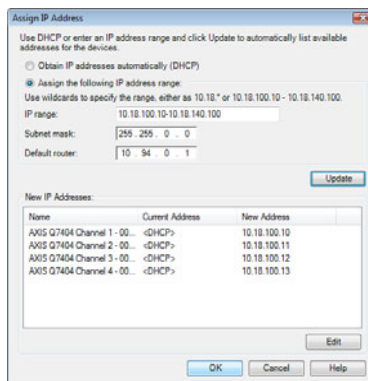 Assign IP Address
Use DHCP or enter an IP address range and click Update to automatically list available
addresses for the devices.
Obtain IP addresses automatically (DHCP)
Assign the following IP address range:
Use wildcards to specify the range, either as 10.18.* or 10.18.100.10 - 10.18.140.100.
IP range: 10.18.100.10-10.18.140.100
Subnet mask: 255 . 255 . 0 . 0
Default router: 10 . 94 . 0 . 1
Update
New IP Addresses:
Name Current Address New Address
AXIS Q7404 Channel 1 - 00... <DHCP> 10.18.100.10
AXIS Q7404 Channel 2 - 00... <DHCP> 10.18.100.11
AXIS Q7404 Channel 3 - 00... <DHCP> 10.18.100.12
AXIS Q7404 Channel 4 - 00... <DHCP> 10.18.100.13
Edit
OK Cancel Help